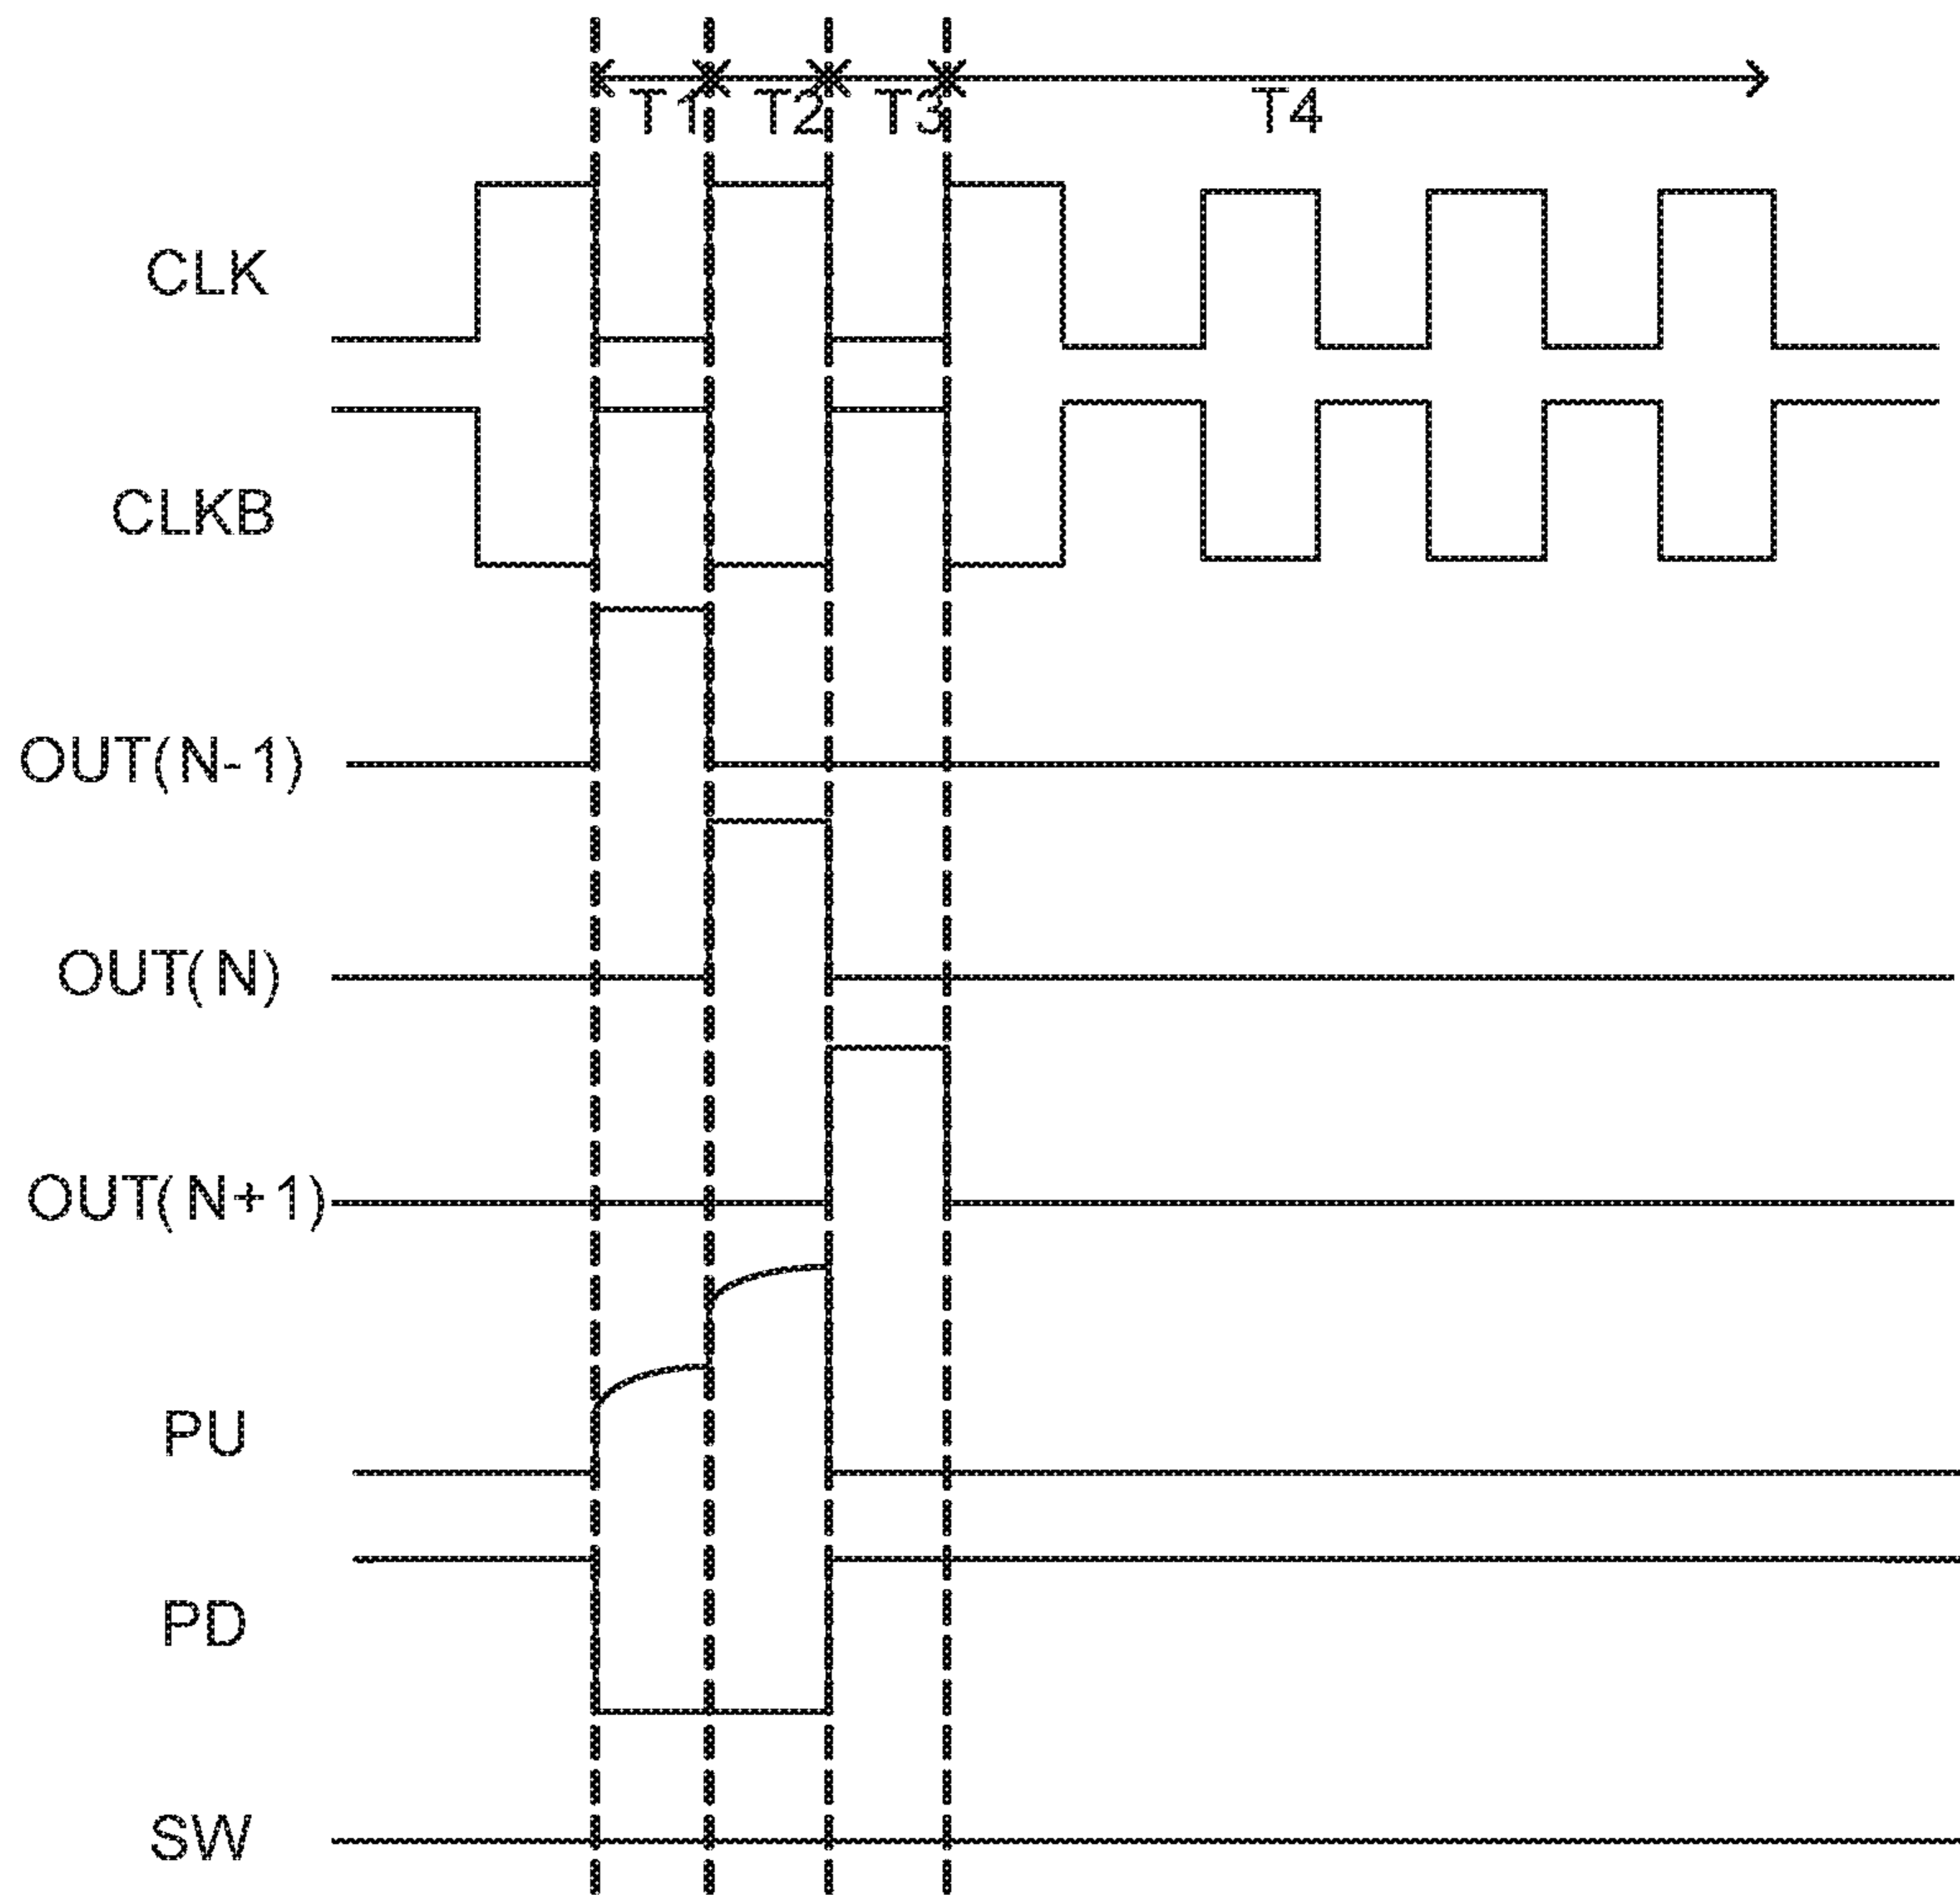 T1 T2 T3 T4
CLK
CLKB
OUT(N-1)
OUT(N)
OUT(N+1)
PU
PD
SW